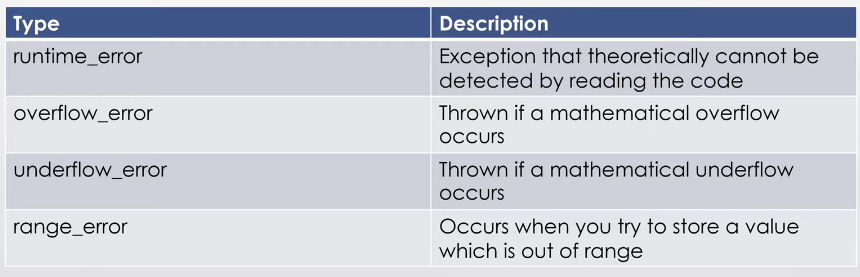 Type Description
runtime_error Exception that theoretically cannot be
detected by reading the code
overflow_error Thrown if a mathematical overflow
occurs
underflow_error Thrown if a mathematical underflow
occurs
range_error Occurs when you try to store a value
which is out of range